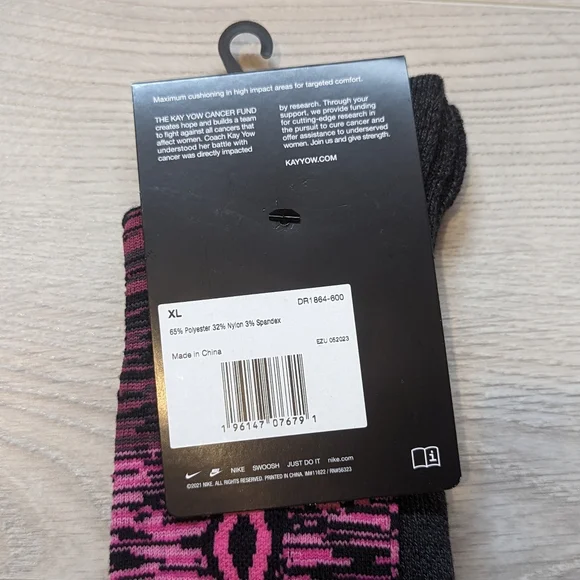 Maximum cushioning in high impact areas for targeted comfort.
THE KAY YOW CANCER FUND
creates hope and builds a team
to fight against all cancers that
affect women. Coach Kay Yow
understood her battle with
cancer was directly impacted
by research. Through your
support, we provide funding
for cutting-edge research in
the pursuit to cure cancer and
offer assistance to underserved
women. Join us and give strength.
KAYYOW.COM
XL
DR1864-600
65% Polyester 32% Nylon 3% Spandex
Made in China
EZU 052023
1 96147 07679 1
NIKE SWOOSH JUST DO IT nike.com
©2021 NIKE. ALL RIGHTS RESERVED. PRINTED IN CHINA. IM#11622 / RN#56323